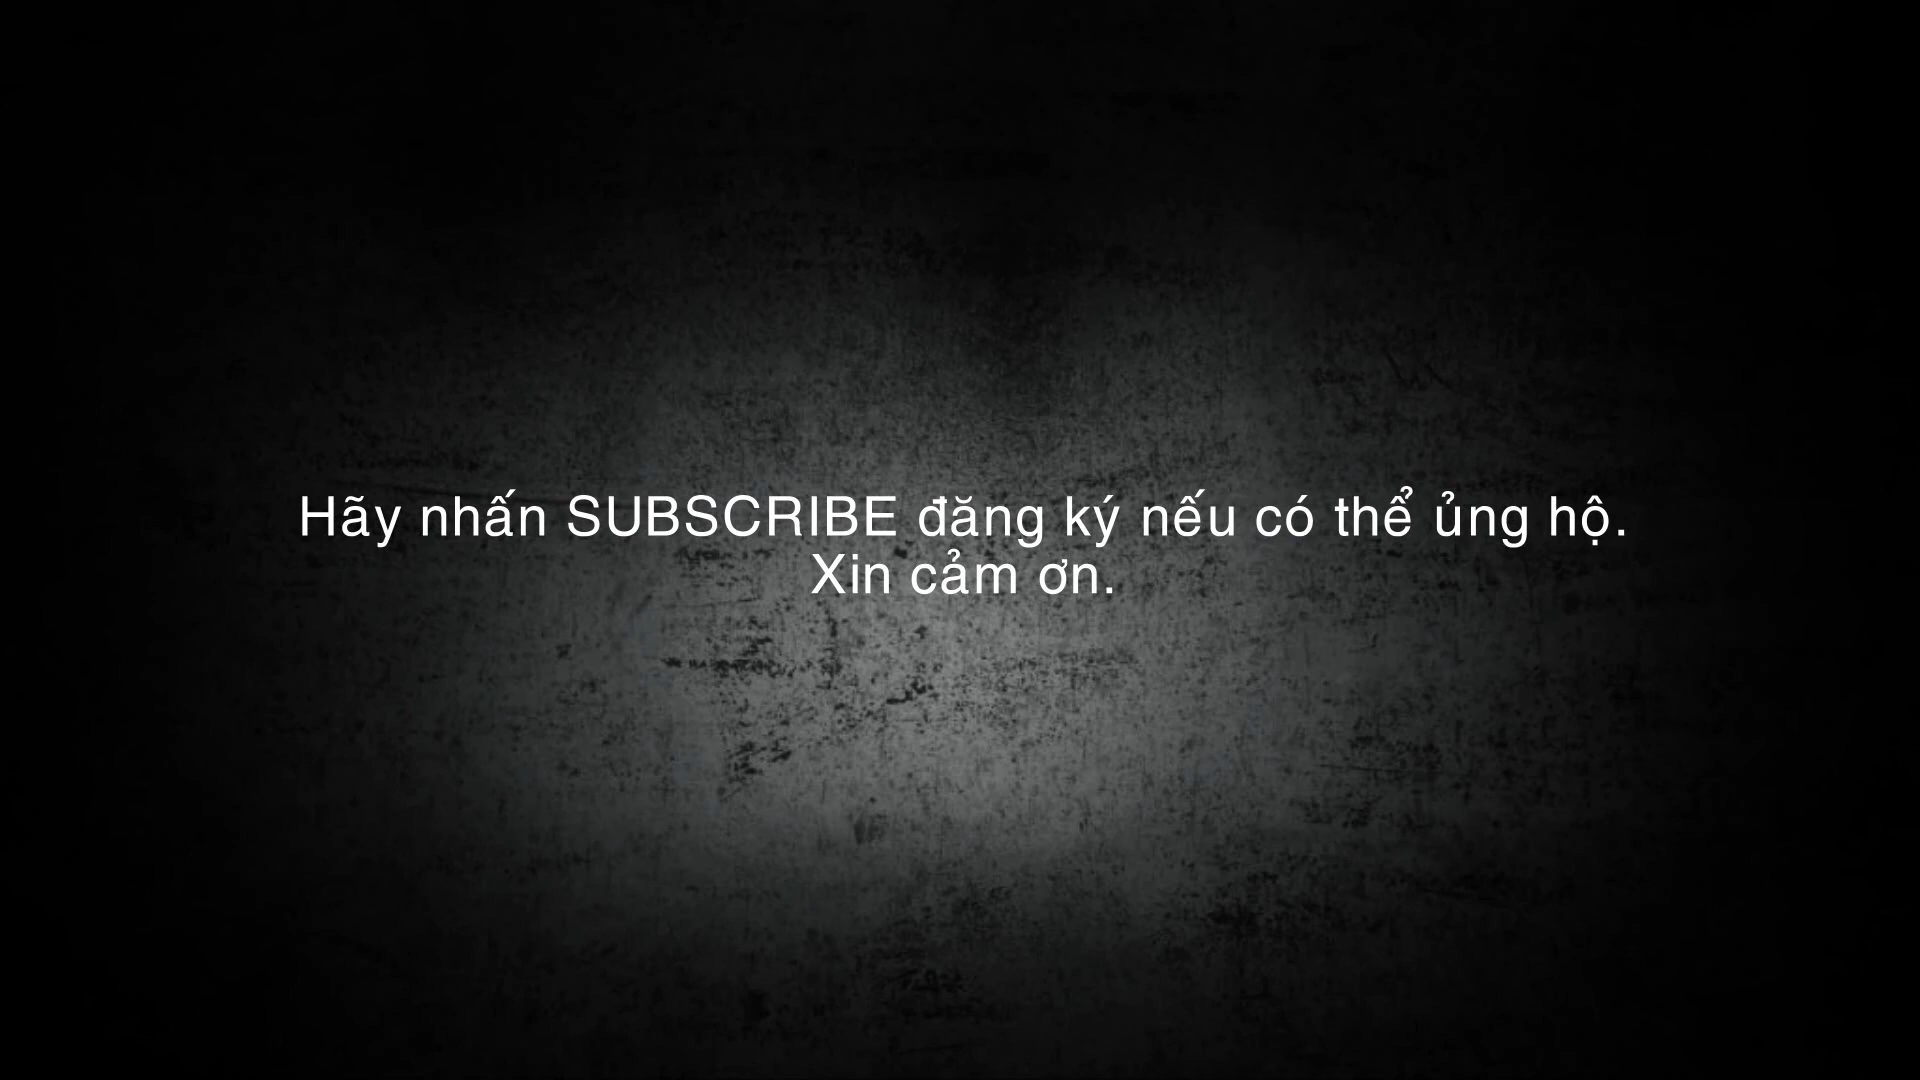 Hãy nhấn SUBSCRIBE đăng ký nếu có thể ủng hộ.
Xin cảm ơn.